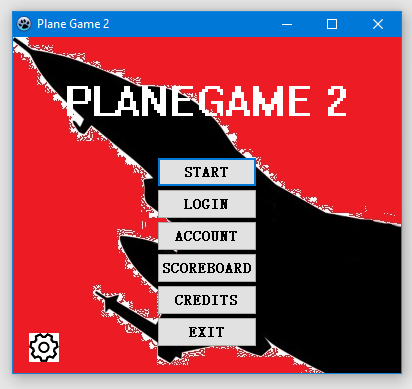 Plane Game 2
PLANEGAME 2
START
LOGIN
ACCOUNT
SCOREBOARD
CREDITS
EXIT